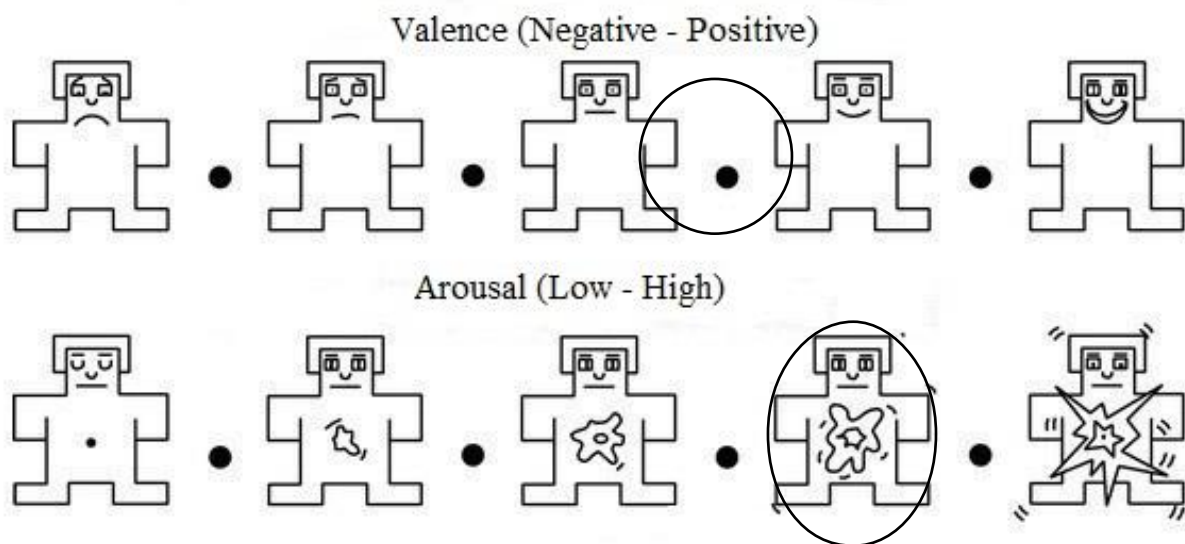 Valence (Negative - Positive)
Arousal (Low - High)